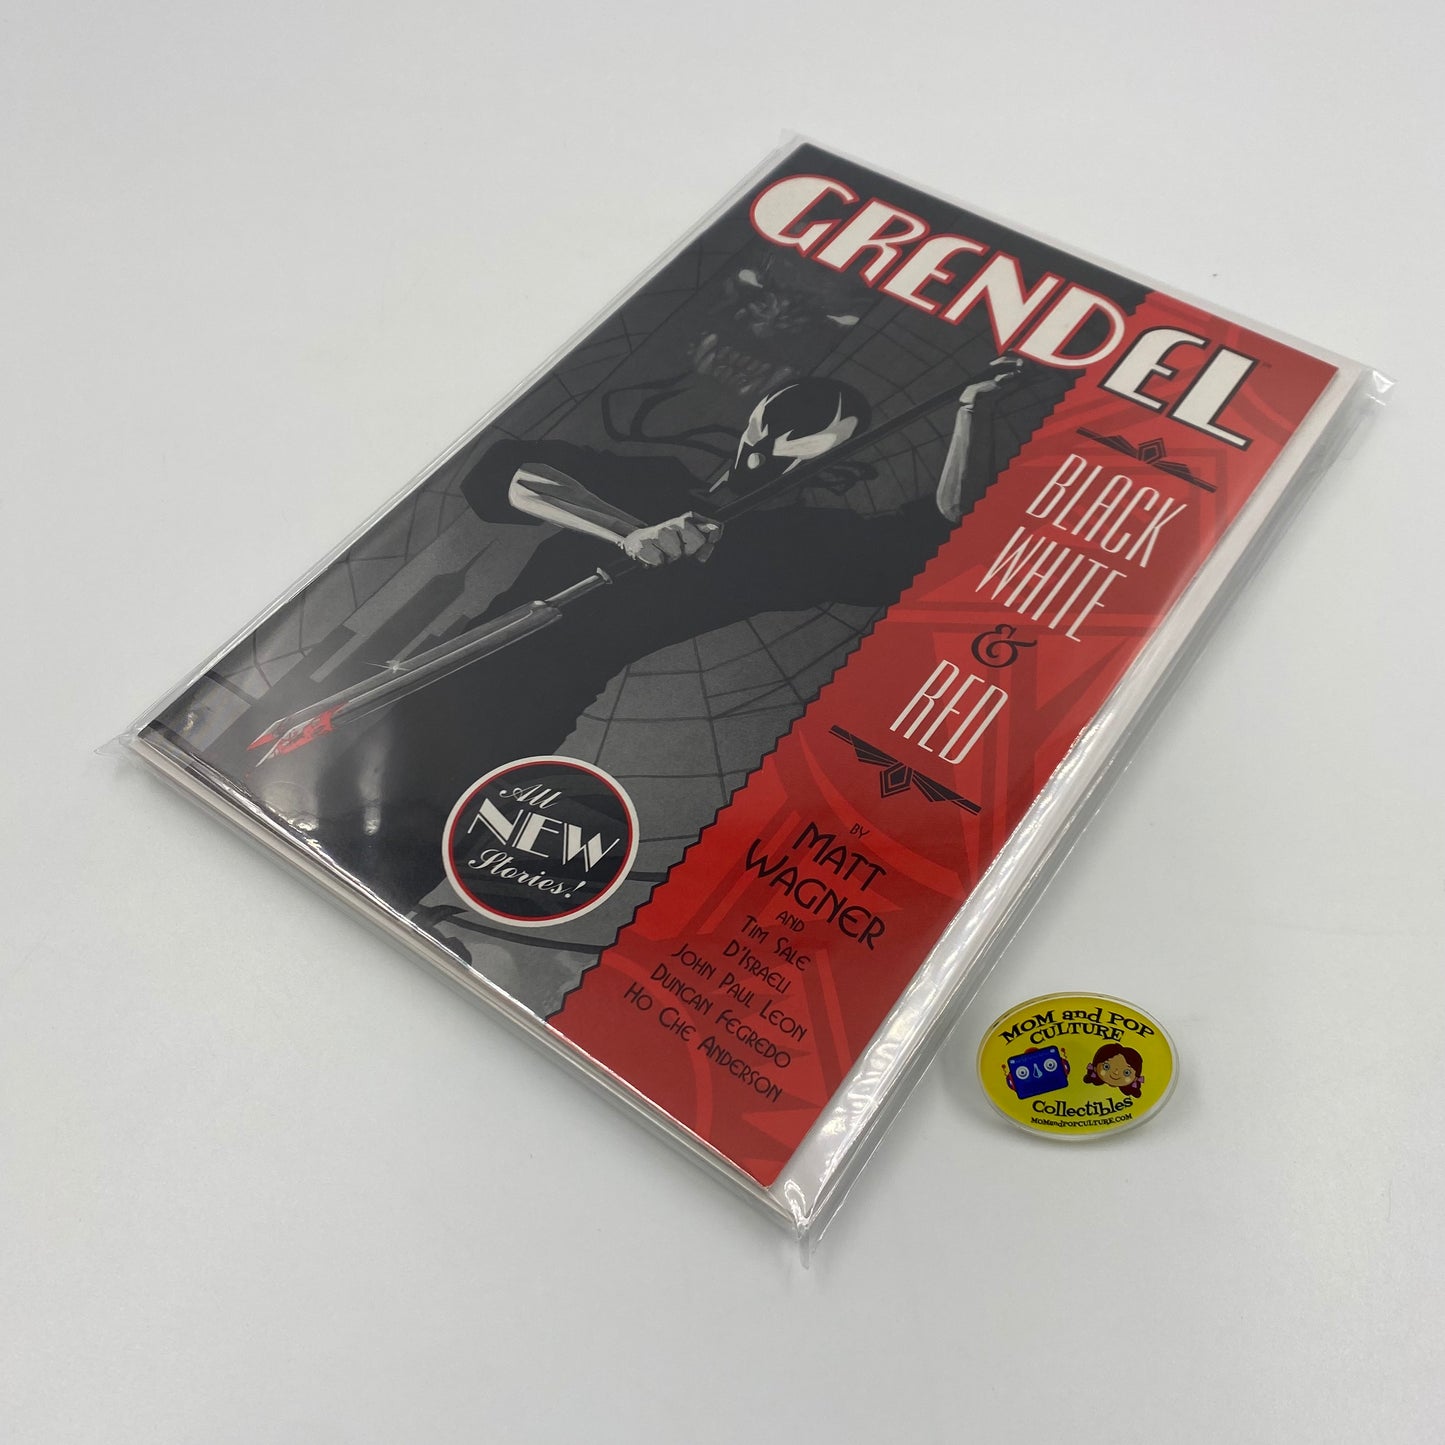 GRENDEL™
BLACK
WHITE
&
RED
BY
MATT
WAGNER
AND
TIM SALE
D'ISRAELI
JOHN PAUL LEON
DUNCAN FEGREDO
HO CHE ANDERSON
All
NEW
Stories!
MOM and POP
CULTURE
Collectibles
MOMandPOPCULTURE.COM